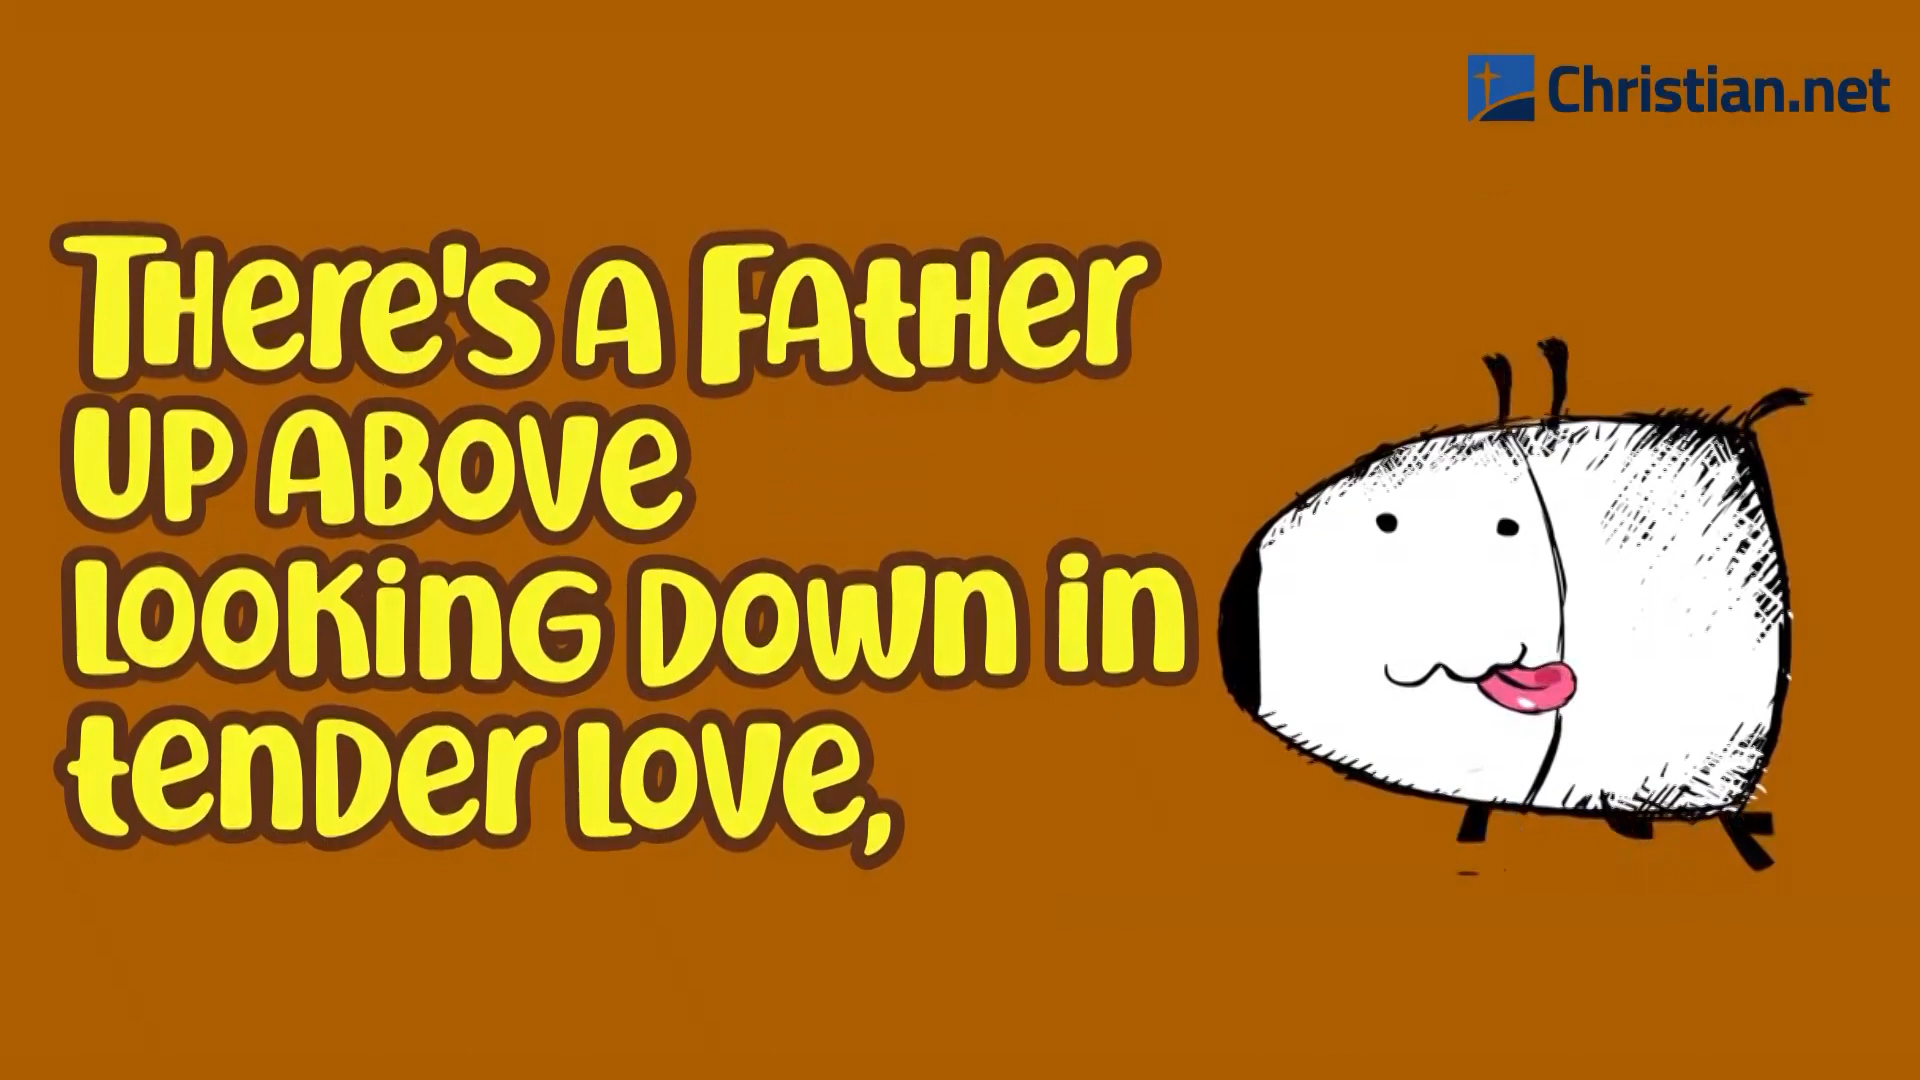 Christian.net
There's a Father
up above
looking down in
tender love,